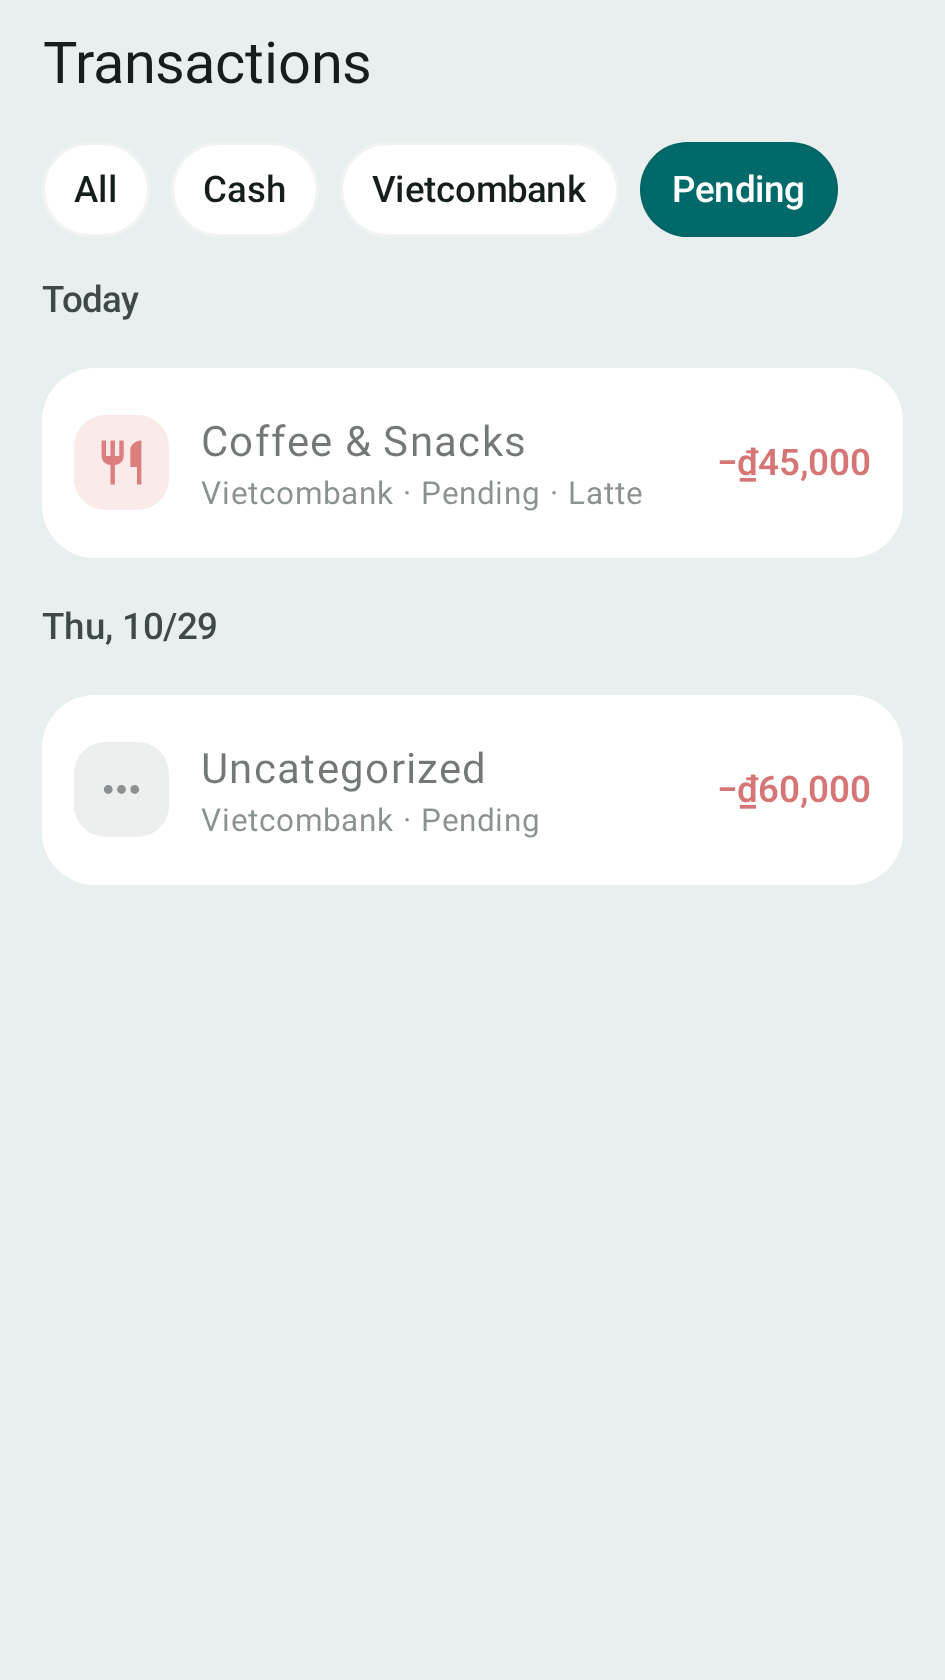 Transactions
All Cash Vietcombank Pending
Today
Coffee & Snacks
Vietcombank · Pending · Latte
−₫45,000
Thu, 10/29
Uncategorized
Vietcombank · Pending
−₫60,000